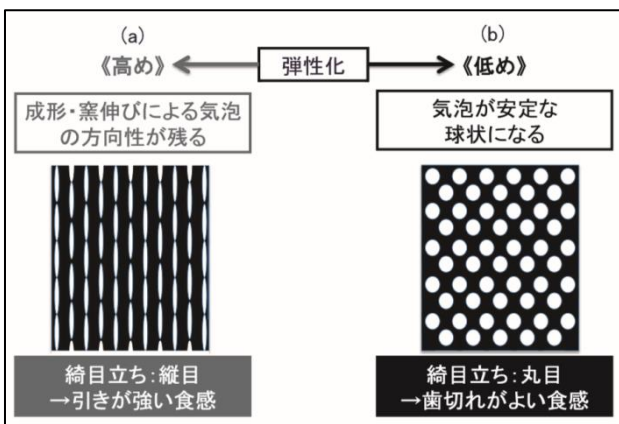 (a)
(b)
《高め》
弾性化
《低め》
成形・窯伸びによる気泡
の方向性が残る
気泡が安定な
球状になる
綺目立ち:縦目
→引きが強い食感
綺目立ち:丸目
→歯切れがよい食感